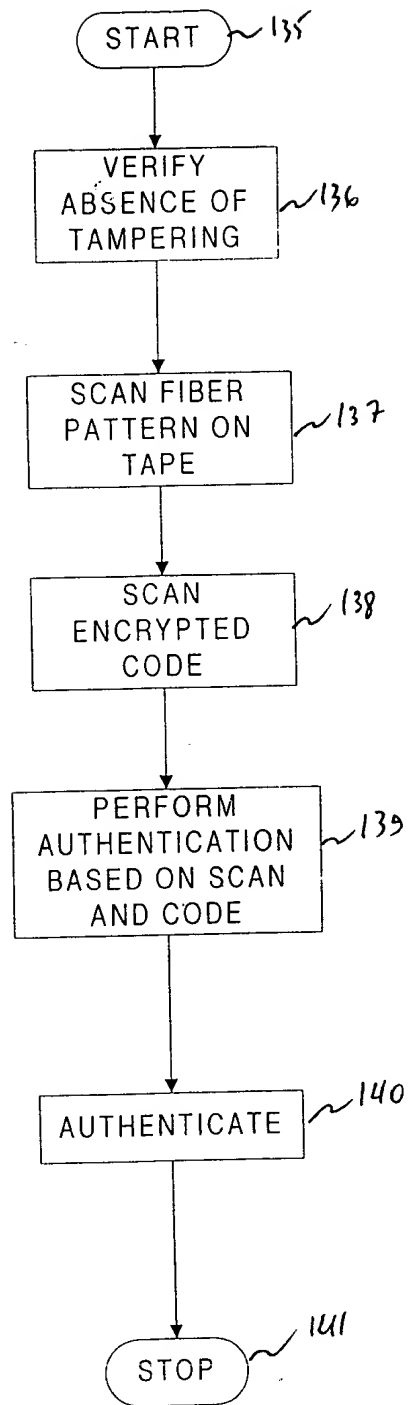 START 135
VERIFY
ABSENCE OF
TAMPERING 136
SCAN FIBER
PATTERN ON 137
TAPE
SCAN
ENCRYPTED 138
CODE
PERFORM
AUTHENTICATION 139
BASED ON SCAN
AND CODE
AUTHENTICATE 140
STOP 141